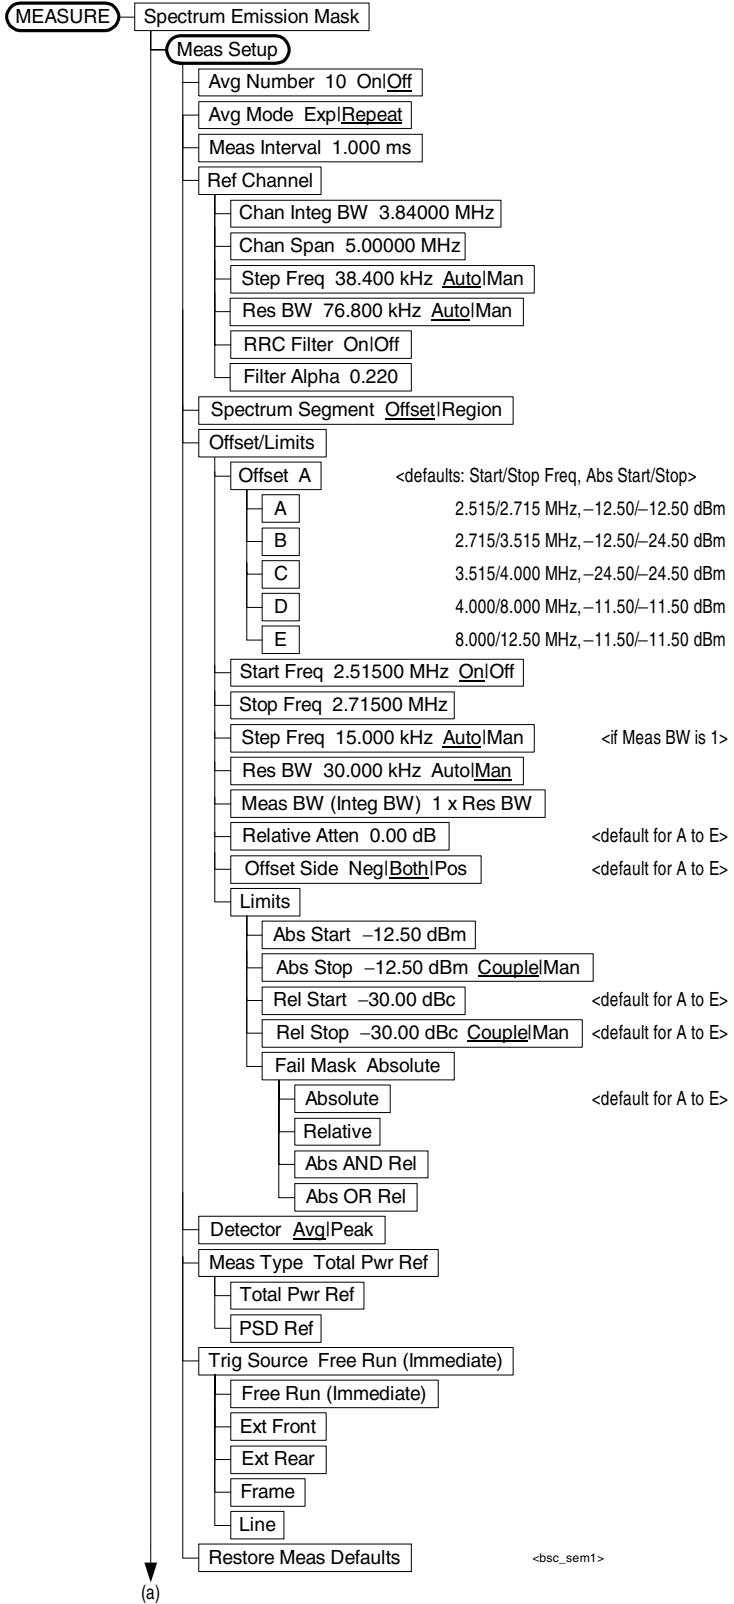 MEASURE Spectrum Emission Mask
Meas Setup
Avg Number 10 On|Off
Avg Mode Exp|Repeat
Meas Interval 1.000 ms
Ref Channel
Chan Integ BW 3.84000 MHz
Chan Span 5.00000 MHz
Step Freq 38.400 kHz Auto|Man
Res BW 76.800 kHz Auto|Man
RRC Filter On|Off
Filter Alpha 0.220
Spectrum Segment Offset|Region
Offset/Limits
Offset A <defaults: Start/Stop Freq, Abs Start/Stop>
A 2.515/2.715 MHz, −12.50/−12.50 dBm
B 2.715/3.515 MHz, −12.50/−24.50 dBm
C 3.515/4.000 MHz, −24.50/−24.50 dBm
D 4.000/8.000 MHz, −11.50/−11.50 dBm
E 8.000/12.50 MHz, −11.50/−11.50 dBm
Start Freq 2.51500 MHz On|Off
Stop Freq 2.71500 MHz
Step Freq 15.000 kHz Auto|Man <if Meas BW is 1>
Res BW 30.000 kHz Auto|Man
Meas BW (Integ BW) 1 x Res BW
Relative Atten 0.00 dB <default for A to E>
Offset Side Neg|Both|Pos <default for A to E>
Limits
Abs Start −12.50 dBm
Abs Stop −12.50 dBm Couple|Man
Rel Start −30.00 dBc <default for A to E>
Rel Stop −30.00 dBc Couple|Man <default for A to E>
Fail Mask Absolute
Absolute <default for A to E>
Relative
Abs AND Rel
Abs OR Rel
Detector Avg|Peak
Meas Type Total Pwr Ref
Total Pwr Ref
PSD Ref
Trig Source Free Run (Immediate)
Free Run (Immediate)
Ext Front
Ext Rear
Frame
Line
Restore Meas Defaults <bsc_sem1>
(a)